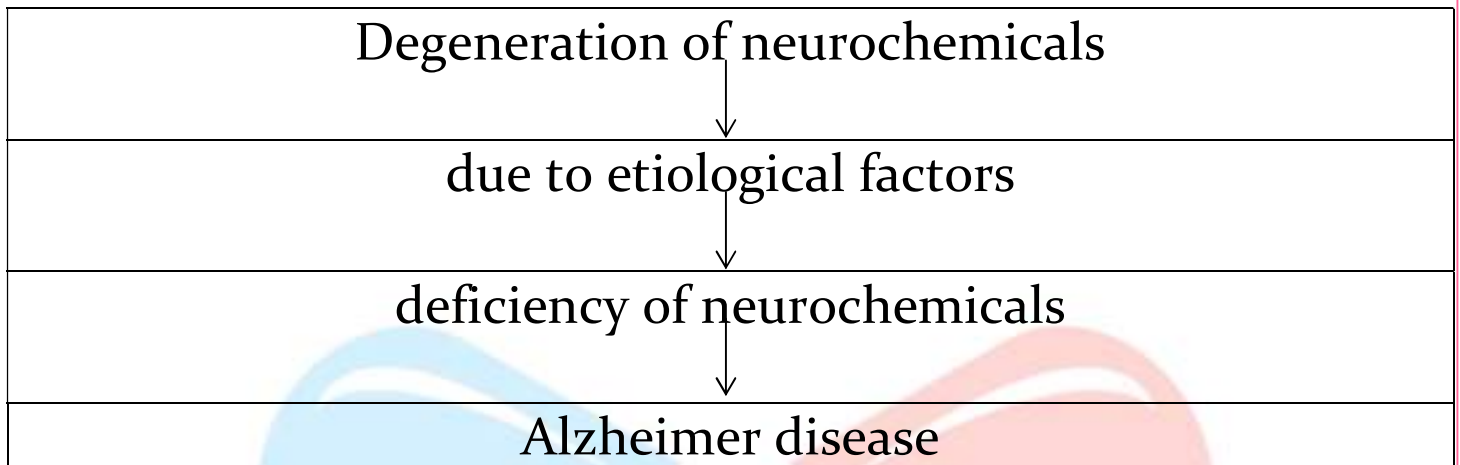 Degeneration of neurochemicals
due to etiological factors
deficiency of neurochemicals
Alzheimer disease